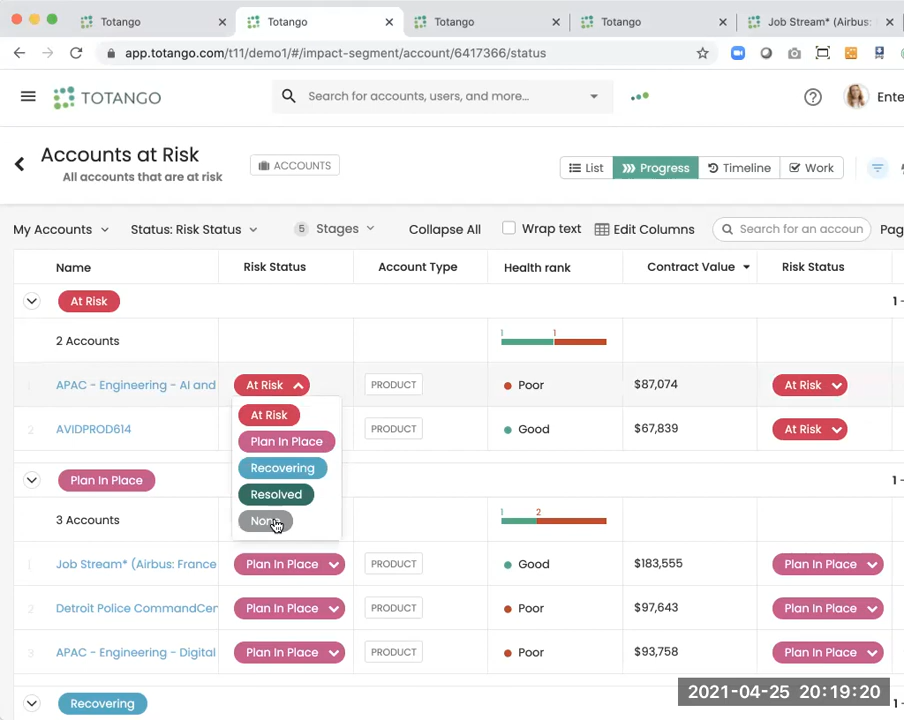 Totango
Totango
Totango
Totango
Job Stream* (Airbus:
app.totango.com/t11/demo1/#/impact-segment/account/6417366/status
TOTANGO
Search for accounts, users, and more...
Ente
Accounts at Risk
ACCOUNTS
All accounts that are at risk
List
Progress
Timeline
Work
My Accounts
Status: Risk Status
5 Stages
Collapse All
Wrap text
Edit Columns
Search for an accoun
Pag
Name
Risk Status
Account Type
Health rank
Contract Value
Risk Status
At Risk
1 -
2 Accounts
1 1
1 APAC - Engineering - AI and
At Risk
PRODUCT
Poor
$87,074
At Risk
2 AVIDPROD614
PRODUCT
Good
$67,839
At Risk
At Risk
Plan In Place
Recovering
Resolved
Plan In Place
1 -
3 Accounts
1 2
1 Job Stream* (Airbus: France
Plan In Place
PRODUCT
Good
$183,555
Plan In Place
2 Detroit Police CommandCen
Plan In Place
PRODUCT
Poor
$97,643
Plan In Place
3 APAC - Engineering - Digital
Plan In Place
PRODUCT
Poor
$93,758
Plan In Place
Recovering
1 -
2021-04-25 20:19:20